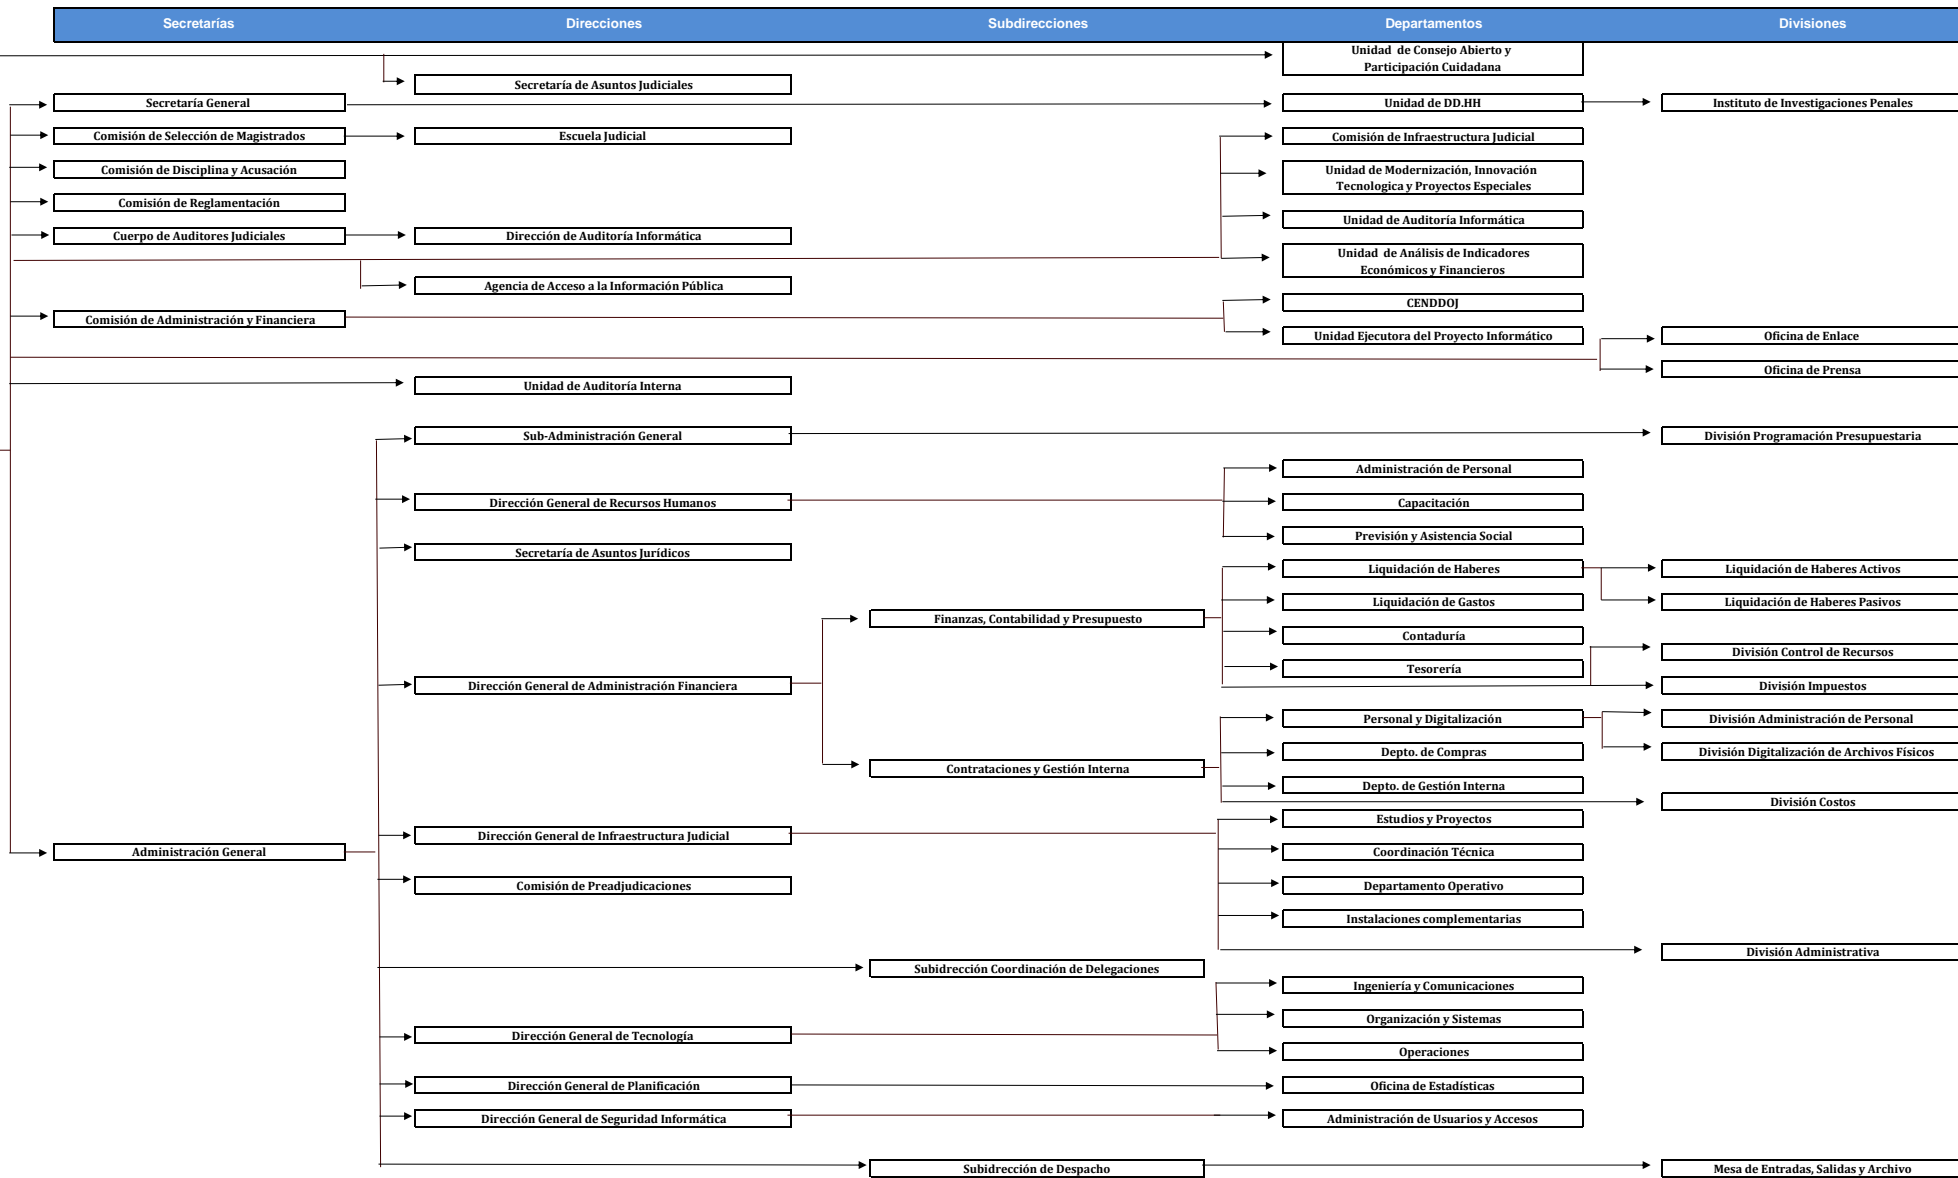 Secretarías
Direcciones
Subdirecciones
Departamentos
Divisiones
Unidad de Consejo Abierto y
Participación Cuidadana
Secretaría de Asuntos Judiciales
Secretaría General
Unidad de DD.HH
Instituto de Investigaciones Penales
Comisión de Selección de Magistrados
Escuela Judicial
Comisión de Infraestructura Judicial
Comisión de Disciplina y Acusación
Unidad de Modernización, Innovación
Tecnologica y Proyectos Especiales
Comisión de Reglamentación
Unidad de Auditoría Informática
Cuerpo de Auditores Judiciales
Dirección de Auditoría Informática
Unidad de Análisis de Indicadores
Económicos y Financieros
Agencia de Acceso a la Información Pública
CENDDOJ
Comisión de Administración y Financiera
Unidad Ejecutora del Proyecto Informático
Oficina de Enlace
Oficina de Prensa
Unidad de Auditoría Interna
Sub-Administración General
División Programación Presupuestaria
Administración de Personal
Dirección General de Recursos Humanos
Capacitación
Previsión y Asistencia Social
Secretaría de Asuntos Jurídicos
Liquidación de Haberes
Liquidación de Haberes Activos
Liquidación de Gastos
Liquidación de Haberes Pasivos
Finanzas, Contabilidad y Presupuesto
Contaduría
División Control de Recursos
Tesorería
Dirección General de Administración Financiera
División Impuestos
Personal y Digitalización
División Administración de Personal
Depto. de Compras
División Digitalización de Archivos Físicos
Contrataciones y Gestión Interna
Depto. de Gestión Interna
División Costos
Estudios y Proyectos
Dirección General de Infraestructura Judicial
Administración General
Coordinación Técnica
Comisión de Preadjudicaciones
Departamento Operativo
Instalaciones complementarias
División Administrativa
Subidrección Coordinación de Delegaciones
Ingeniería y Comunicaciones
Organización y Sistemas
Dirección General de Tecnología
Operaciones
Dirección General de Planificación
Oficina de Estadísticas
Dirección General de Seguridad Informática
Administración de Usuarios y Accesos
Subidrección de Despacho
Mesa de Entradas, Salidas y Archivo